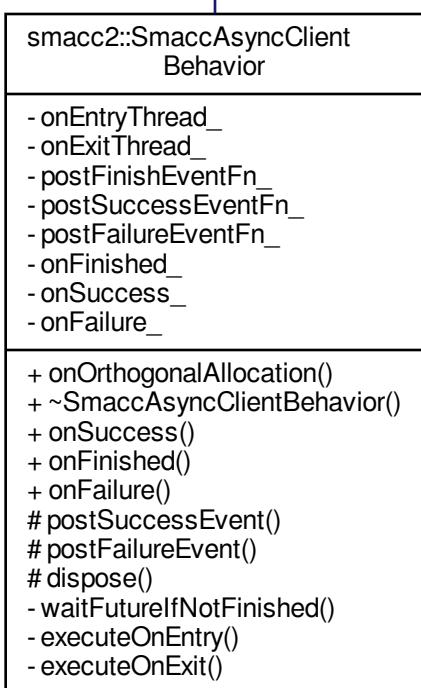 smacc2::SmaccAsyncClient
Behavior
- onEntryThread_
- onExitThread_
- postFinishEventFn_
- postSuccessEventFn_
- postFailureEventFn_
- onFinished_
- onSuccess_
- onFailure_
+ onOrthogonalAllocation()
+ ~SmaccAsyncClientBehavior()
+ onSuccess()
+ onFinished()
+ onFailure()
# postSuccessEvent()
# postFailureEvent()
# dispose()
- waitFutureIfNotFinished()
- executeOnEntry()
- executeOnExit()